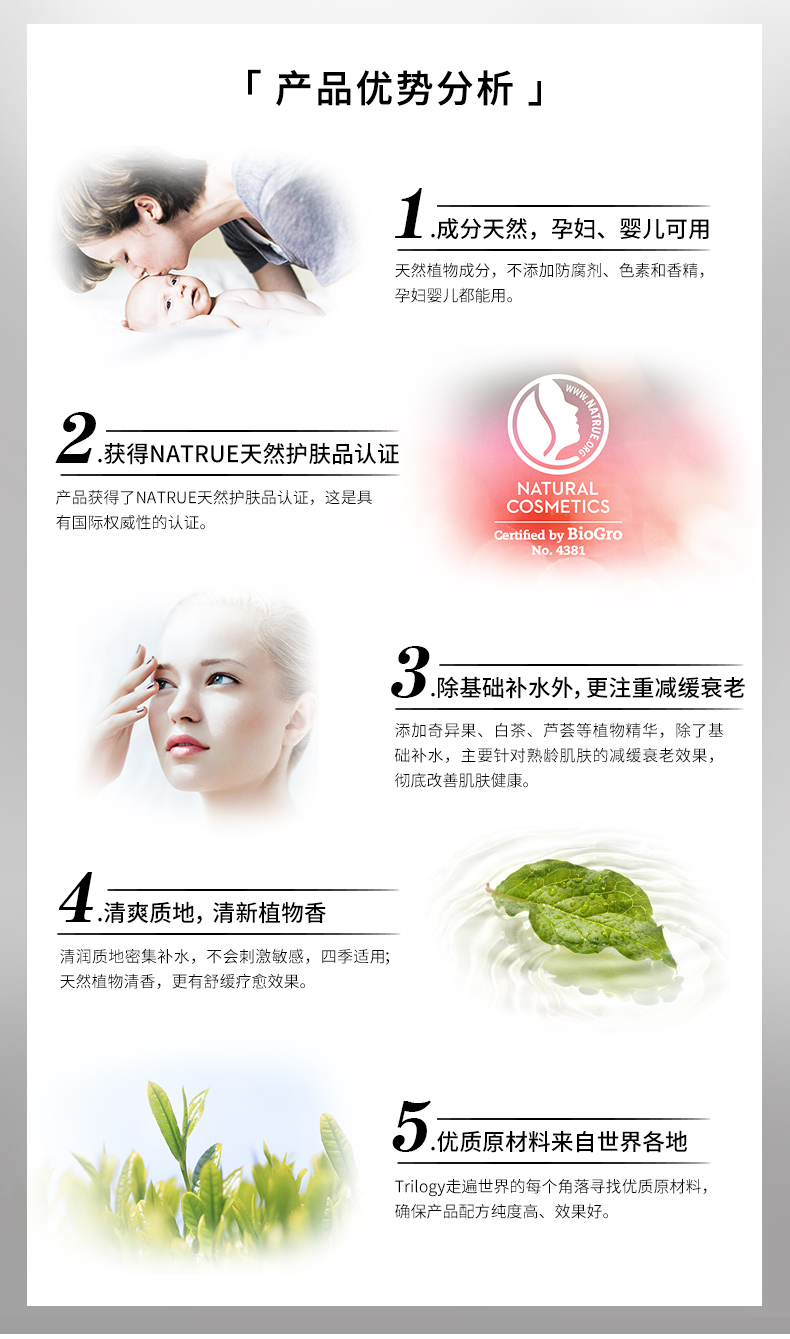 「 产品优势分析 」
1.成分天然，孕妇、婴儿可用
天然植物成分，不添加防腐剂、色素和香精，
孕妇婴儿都能用。
WWW.NATRUE.ORG
NATURAL
COSMETICS
Certified by BioGro
No. 4381
2.获得NATRUE天然护肤品认证
产品获得了NATRUE天然护肤品认证，这是具
有国际权威性的认证。
3.除基础补水外，更注重减缓衰老
添加奇异果、白茶、芦荟等植物精华，除了基
础补水，主要针对熟龄肌肤的减缓衰老效果，
彻底改善肌肤健康。
4.清爽质地，清新植物香
清润质地密集补水，不会刺激敏感，四季适用;
天然植物清香，更有舒缓疗愈效果。
5.优质原材料来自世界各地
Trilogy走遍世界的每个角落寻找优质原材料，
确保产品配方纯度高、效果好。